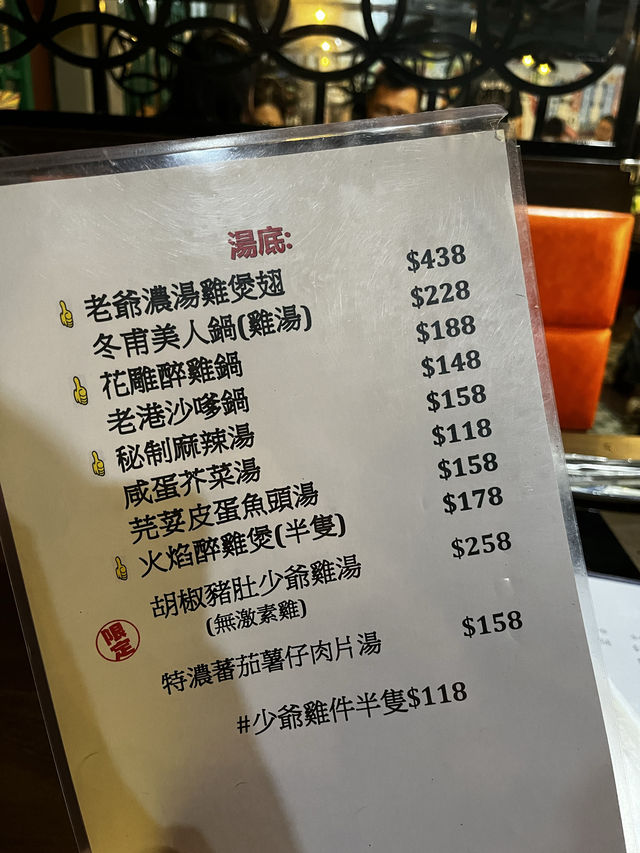 湯底:
老爺濃湯雞煲翅 $438
冬甫美人鍋(雞湯) $228
花雕醉雞鍋 $188
老港沙嗲鍋 $148
秘制麻辣湯 $158
咸蛋芥菜湯 $118
芫荽皮蛋魚頭湯 $158
火焰醉雞煲(半隻) $178
胡椒豬肚少爺雞湯 $258
(無激素雞)
限定
特濃蕃茄薯仔肉片湯 $158
#少爺雞件半隻$118